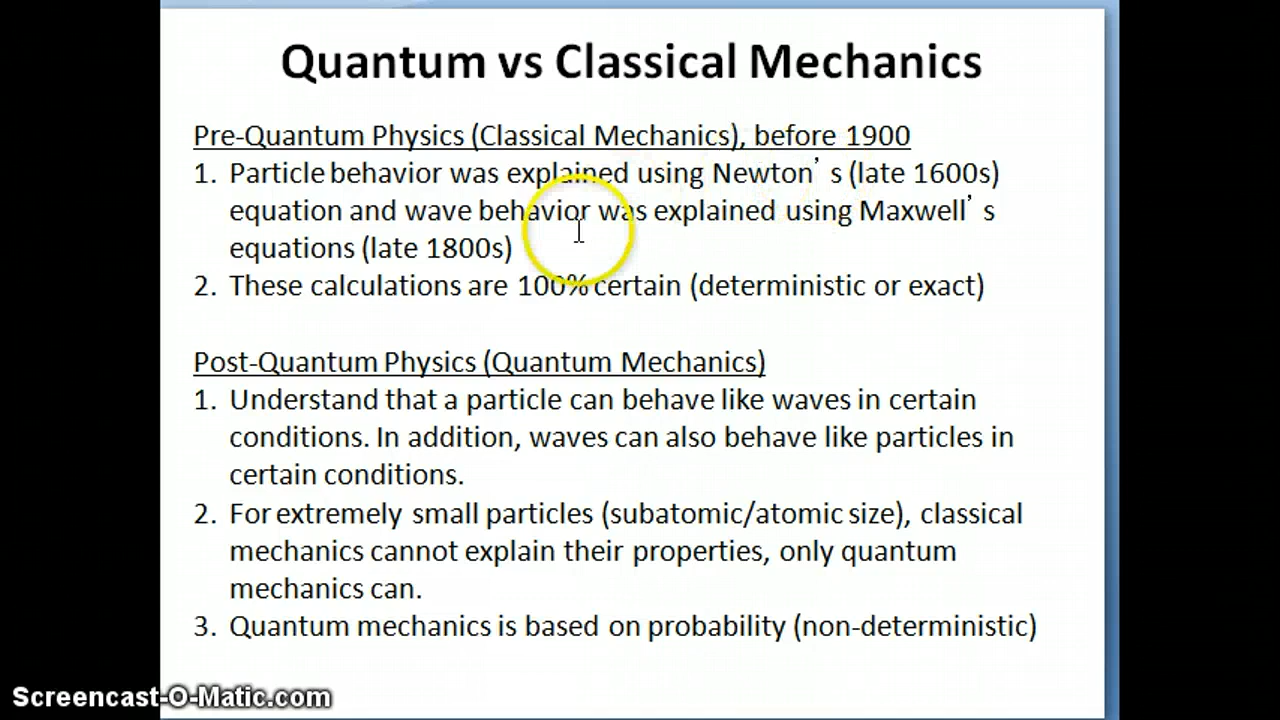 Quantum vs Classical Mechanics
Pre-Quantum Physics (Classical Mechanics), before 1900
1. Particle behavior was explained using Newton's (late 1600s)
equation and wave behavior was explained using Maxwell's
equations (late 1800s)
2. These calculations are 100% certain (deterministic or exact)
Post-Quantum Physics (Quantum Mechanics)
1. Understand that a particle can behave like waves in certain
conditions. In addition, waves can also behave like particles in
certain conditions.
2. For extremely small particles (subatomic/atomic size), classical
mechanics cannot explain their properties, only quantum
mechanics can.
3. Quantum mechanics is based on probability (non-deterministic)
Screencast-O-Matic.com